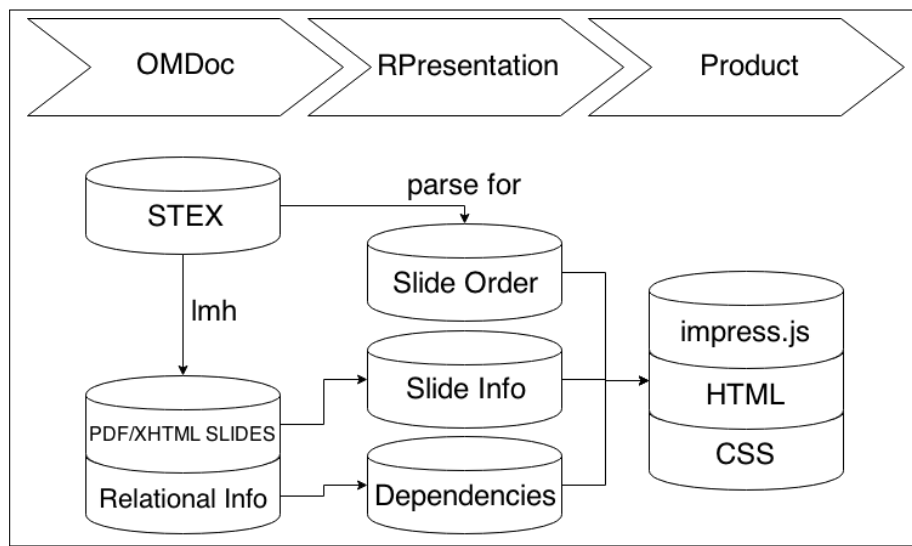 OMDoc
RPresentation
Product
STEX
parse for
Slide Order
lmh
impress.js
Slide Info
HTML
PDF/XHTML SLIDES
CSS
Relational Info
Dependencies